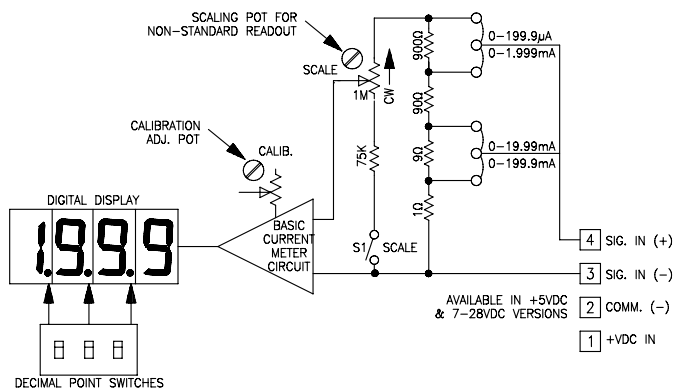 SCALING POT FOR
NON-STANDARD READOUT
SCALE
1M
CW
900Ω
90Ω
9Ω
1Ω
0-199.9µA
0-1.999mA
0-19.99mA
0-199.9mA
CALIBRATION
ADJ. POT
CALIB.
75K
DIGITAL DISPLAY
1.9.9.9
BASIC
CURRENT
METER
CIRCUIT
S1
SCALE
4 SIG. IN (+)
3 SIG. IN (-)
AVAILABLE IN +5VDC
& 7-28VDC VERSIONS
2 COMM. (-)
1 +VDC IN
DECIMAL POINT SWITCHES